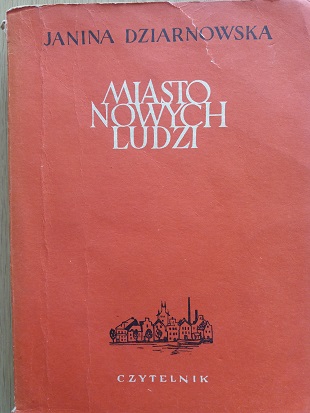 JANINA DZIARNOWSKA
MIASTO
NOWYCH
LUDZI
CZYTELNIK